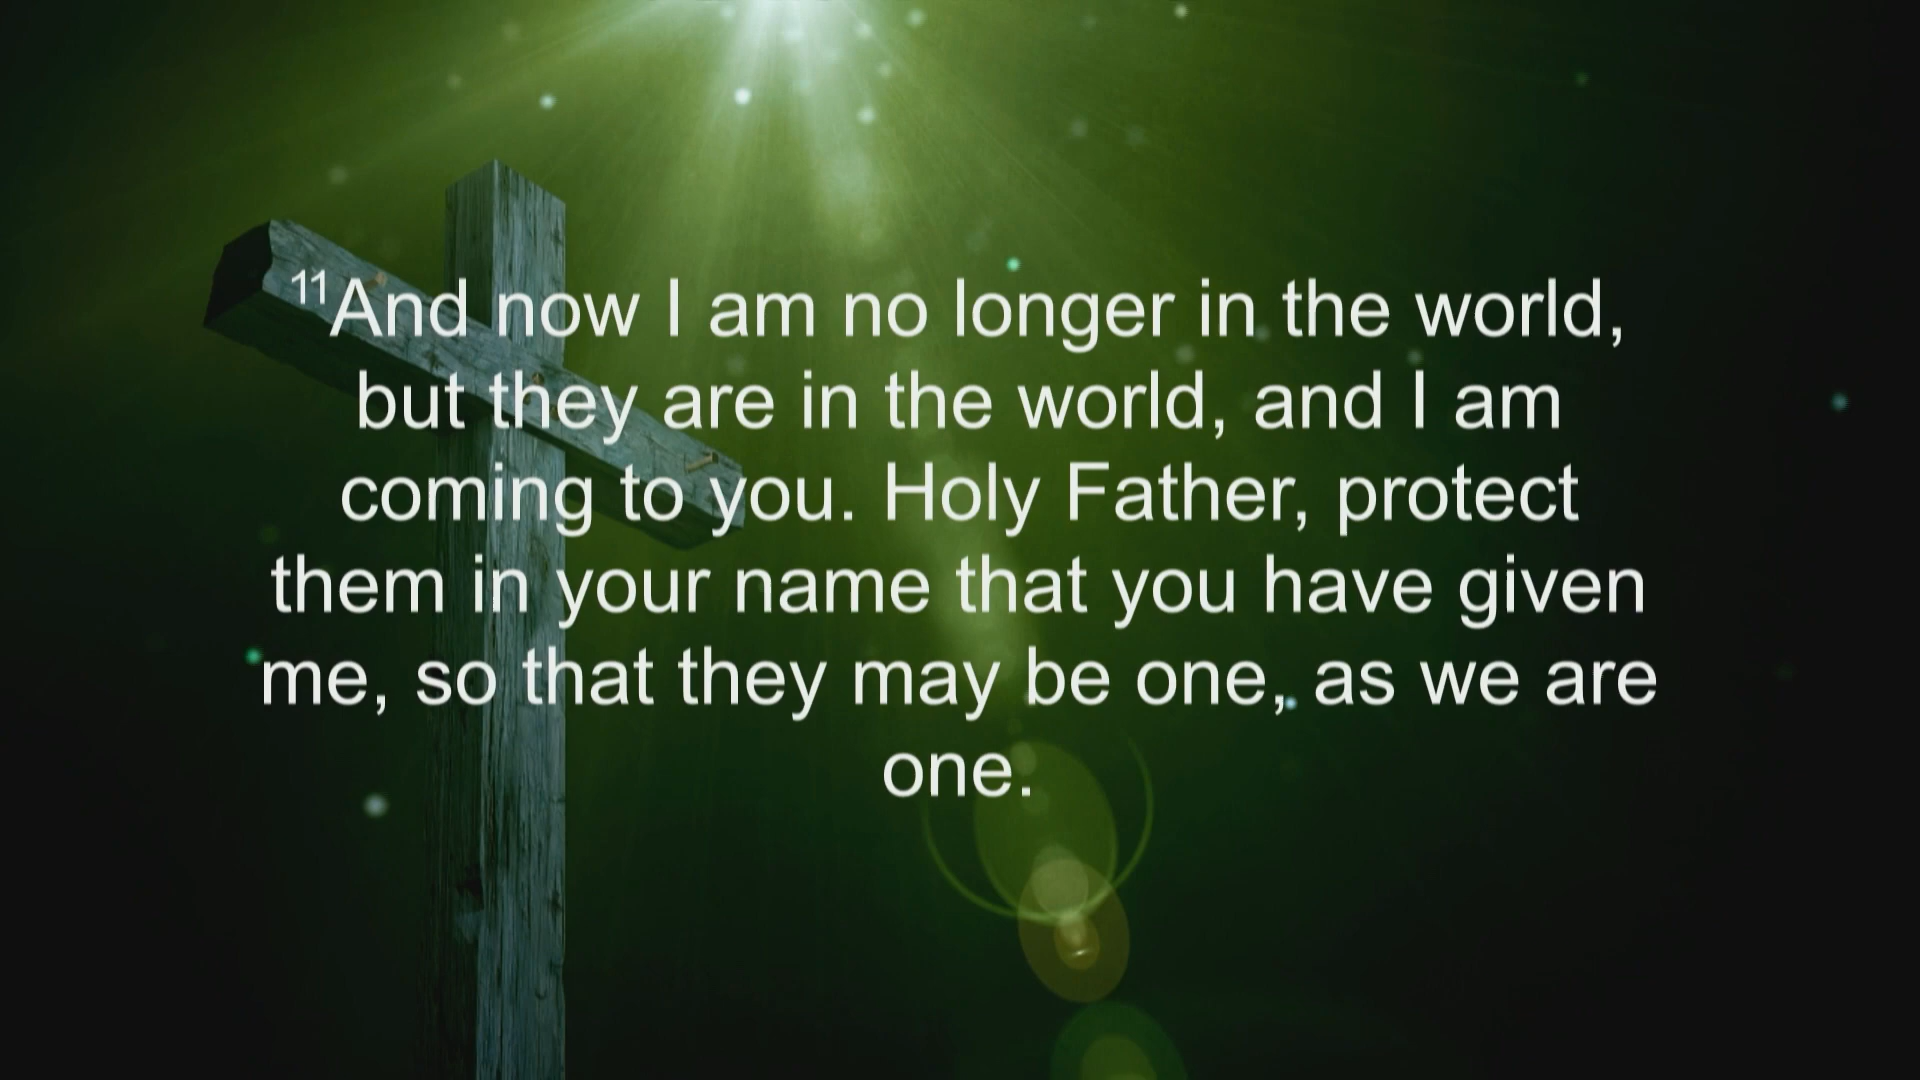 11And now I am no longer in the world,
but they are in the world, and I am
coming to you. Holy Father, protect
them in your name that you have given
me, so that they may be one, as we are
one.